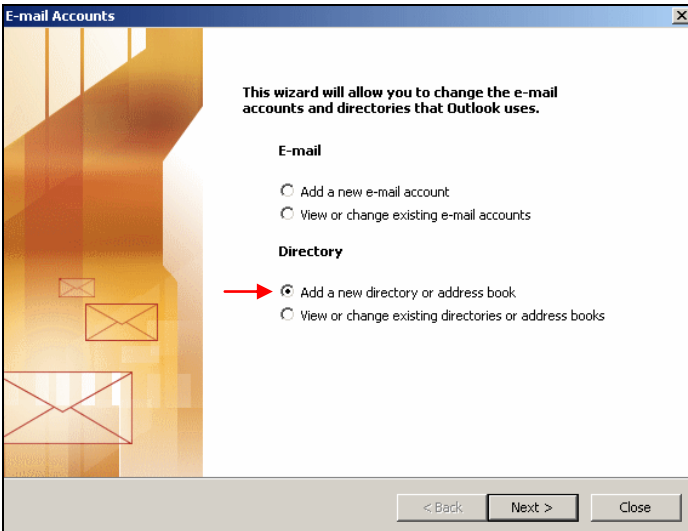 E-mail Accounts
This wizard will allow you to change the e-mail
accounts and directories that Outlook uses.
E-mail
Add a new e-mail account
View or change existing e-mail accounts
Directory
Add a new directory or address book
View or change existing directories or address books
< Back
Next >
Close